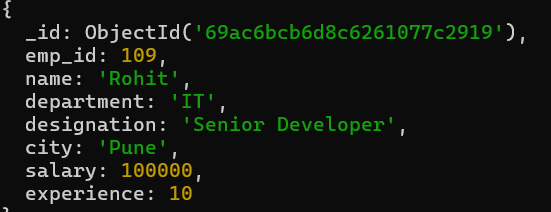 {
  _id: ObjectId('69ac6bcb6d8c6261077c2919'),
  emp_id: 109,
  name: 'Rohit',
  department: 'IT',
  designation: 'Senior Developer',
  city: 'Pune',
  salary: 100000,
  experience: 10
}